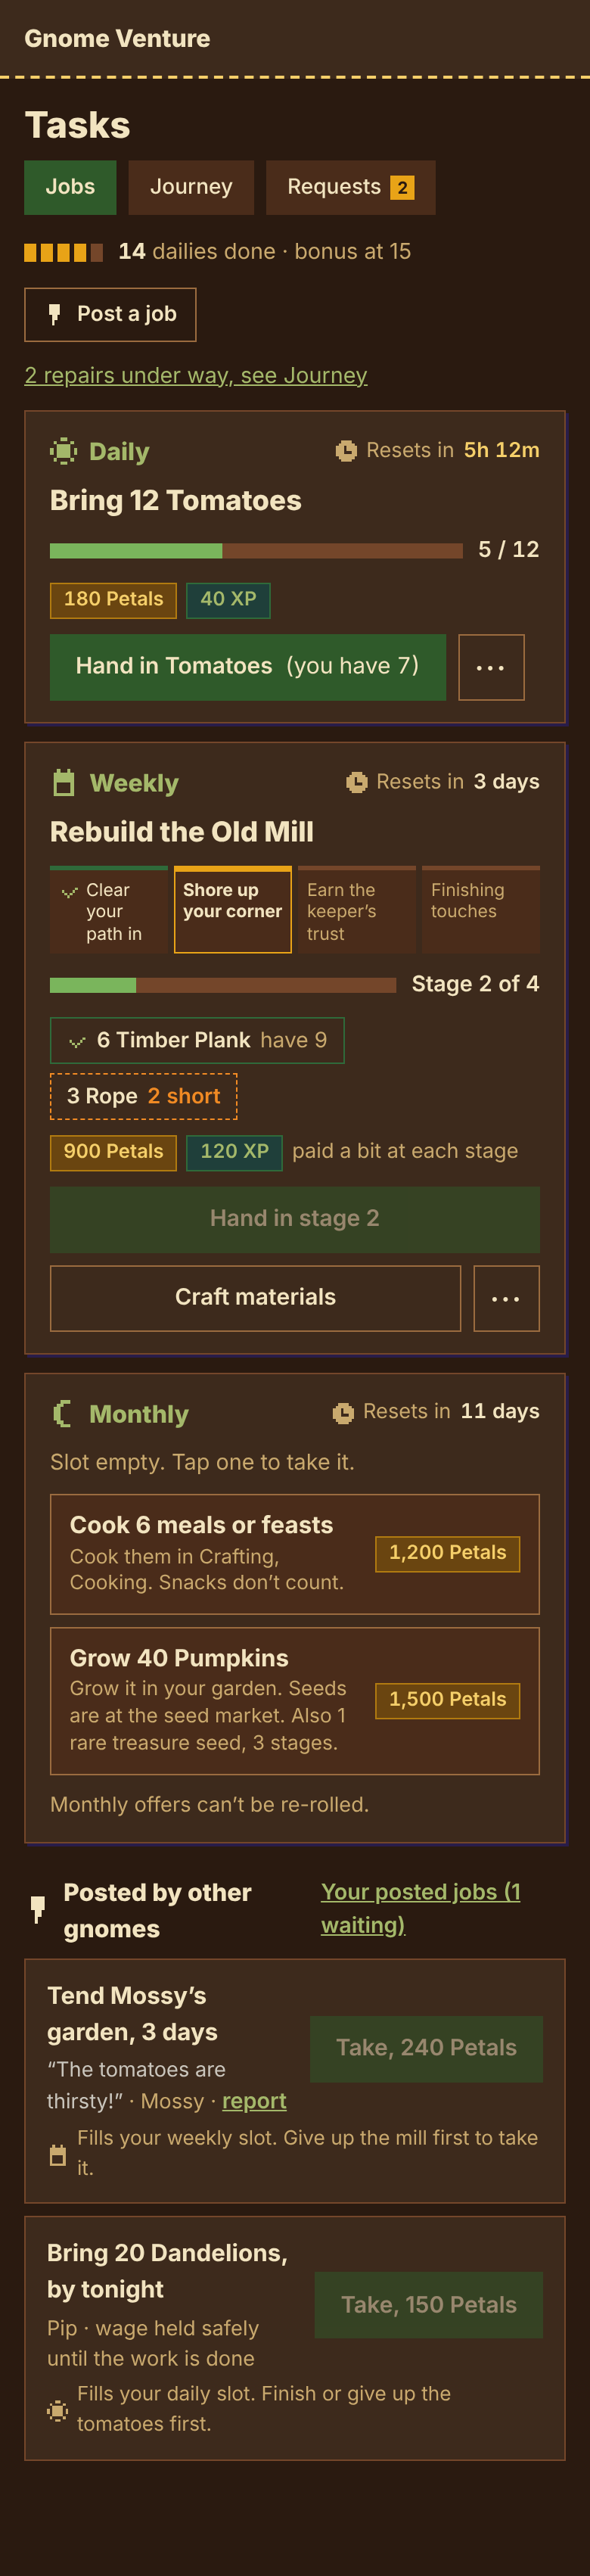 Gnome Venture
Tasks
Jobs
Journey
Requests 2
14 dailies done · bonus at 15
Post a job
2 repairs under way, see Journey
Daily
Resets in 5h 12m
Bring 12 Tomatoes
5 / 12
180 Petals
40 XP
Hand in Tomatoes (you have 7)
...
Weekly
Resets in 3 days
Rebuild the Old Mill
Clear
your
path in
Shore up
your corner
Earn the
keeper’s
trust
Finishing
touches
Stage 2 of 4
6 Timber Plank have 9
3 Rope 2 short
900 Petals
120 XP
paid a bit at each stage
Hand in stage 2
Craft materials
...
Monthly
Resets in 11 days
Slot empty. Tap one to take it.
Cook 6 meals or feasts
Cook them in Crafting,
Cooking. Snacks don’t count.
1,200 Petals
Grow 40 Pumpkins
Grow it in your garden. Seeds
are at the seed market. Also 1
rare treasure seed, 3 stages.
1,500 Petals
Monthly offers can’t be re-rolled.
Posted by other
gnomes
Your posted jobs (1
waiting)
Tend Mossy’s
garden, 3 days
“The tomatoes are
thirsty!” · Mossy · report
Take, 240 Petals
Fills your weekly slot. Give up the mill first to take
it.
Bring 20 Dandelions,
by tonight
Pip · wage held safely
until the work is done
Take, 150 Petals
Fills your daily slot. Finish or give up the
tomatoes first.